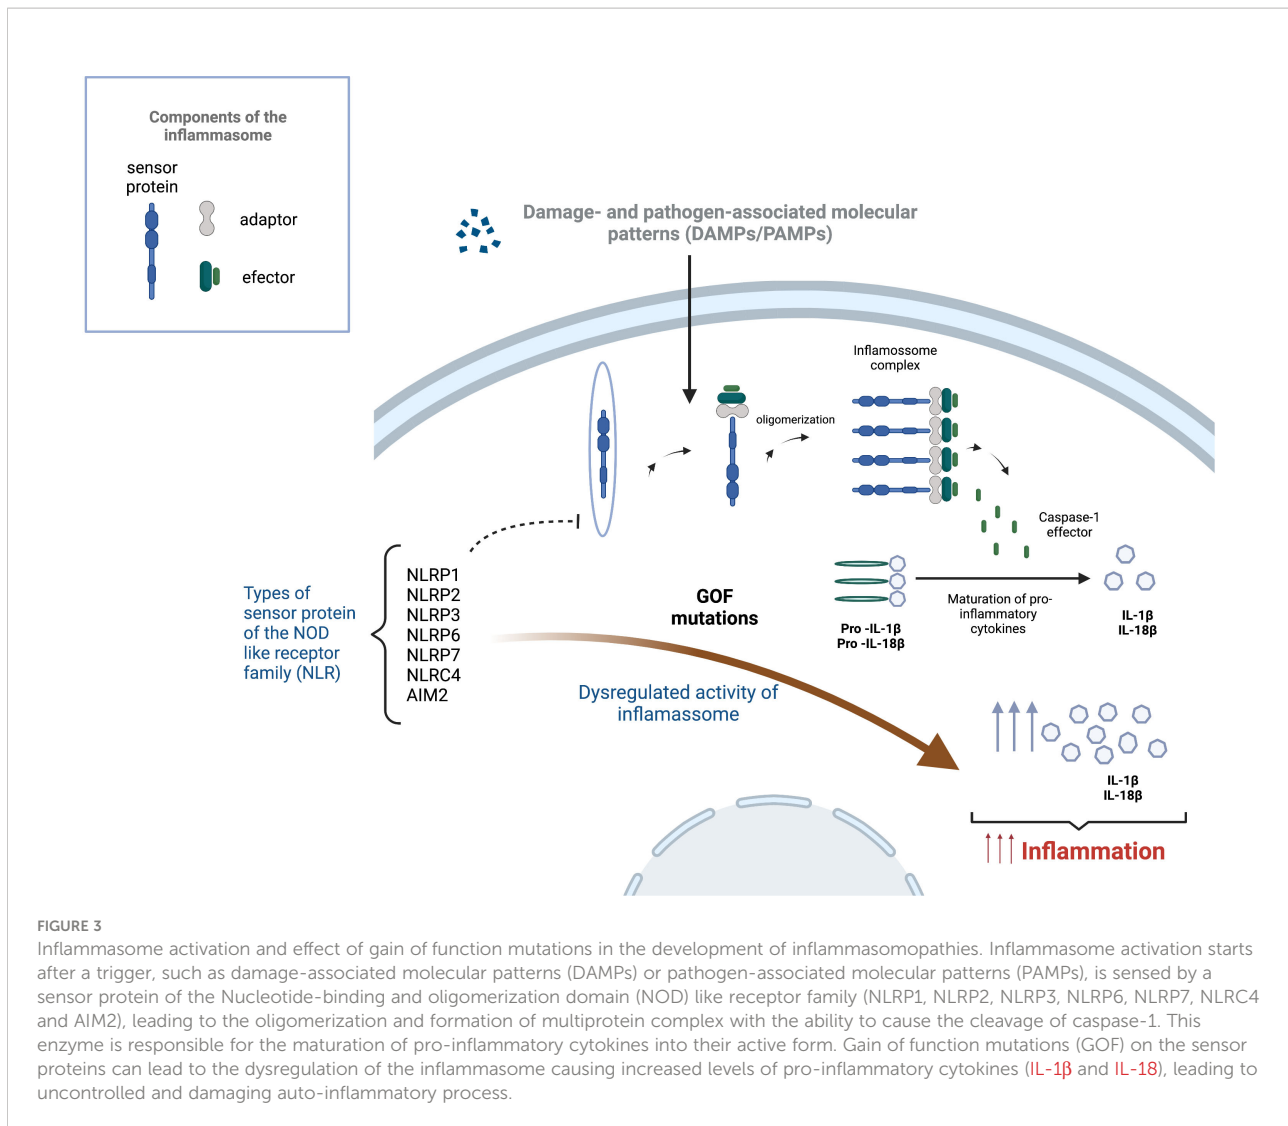 Components of the
inflammasome
sensor
protein
adaptor
efector
Damage- and pathogen-associated molecular
patterns (DAMPs/PAMPs)
Inflamossome
complex
oligomerization
Caspase-1
effector
Types of
sensor protein
of the NOD
like receptor
family (NLR)
NLRP1
NLRP2
NLRP3
NLRP6
NLRP7
NLRC4
AIM2
GOF
mutations
Pro -IL-1β
Pro -IL-18β
Maturation of pro-
inflammatory
cytokines
IL-1β
IL-18β
Dysregulated activity of
inflamassome
IL-1β
IL-18β
Inflammation
FIGURE 3
Inflammasome activation and effect of gain of function mutations in the development of inflammasomopathies. Inflammasome activation starts
after a trigger, such as damage-associated molecular patterns (DAMPs) or pathogen-associated molecular patterns (PAMPs), is sensed by a
sensor protein of the Nucleotide-binding and oligomerization domain (NOD) like receptor family (NLRP1, NLRP2, NLRP3, NLRP6, NLRP7, NLRC4
and AIM2), leading to the oligomerization and formation of multiprotein complex with the ability to cause the cleavage of caspase-1. This
enzyme is responsible for the maturation of pro-inflammatory cytokines into their active form. Gain of function mutations (GOF) on the sensor
proteins can lead to the dysregulation of the inflammasome causing increased levels of pro-inflammatory cytokines (IL-1β and IL-18), leading to
uncontrolled and damaging auto-inflammatory process.